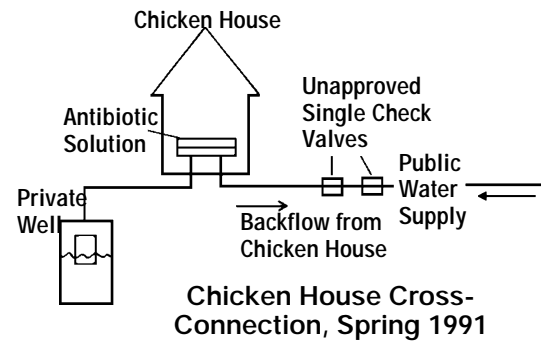 Chicken House
Antibiotic
Solution
Unapproved
Single Check
Valves
Public
Water
Supply
Private
Well
Backflow from
Chicken House
Chicken House Cross-
Connection, Spring 1991